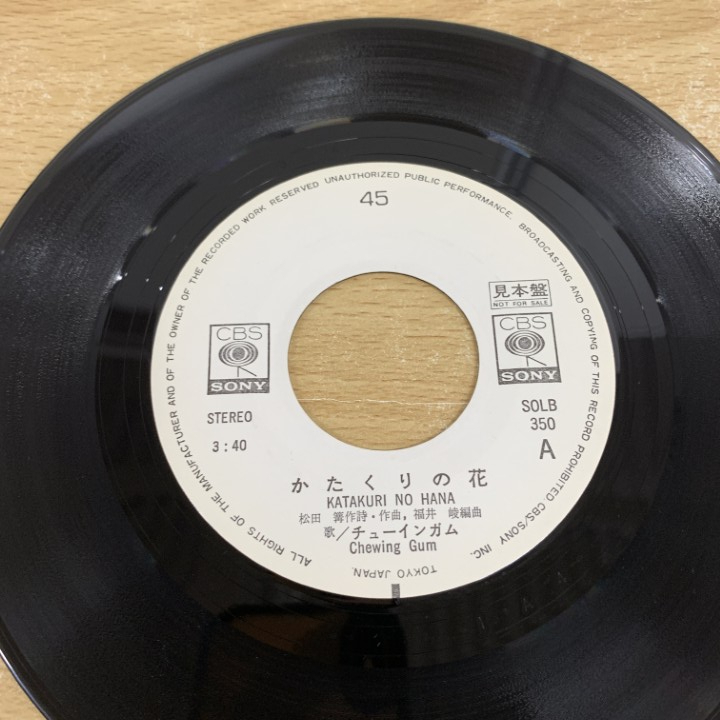 45
見本盤
NOT FOR SALE
CBS
SONY
CBS
SONY
STEREO
3:40
SOLB
350
A
かたくりの花
KATAKURI NO HANA
松田 篝作詩・作曲, 福井 崚編曲
歌/チューインガム
Chewing Gum
ALL RIGHTS OF THE MANUFACTURER AND OF THE OWNER OF THE RECORDED WORK RESERVED UNAUTHORIZED PUBLIC PERFORMANCE. BROADCASTING AND COPYING OF THIS RECORD PROHIBITED CBS/SONY INC.
TOKYO JAPAN.